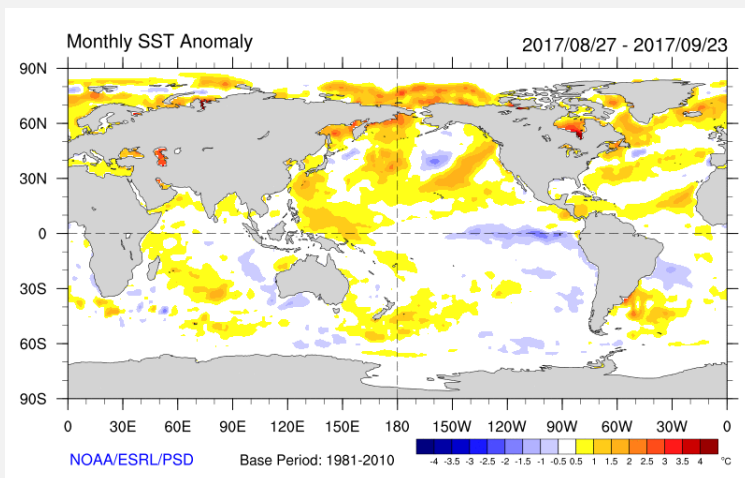 Monthly SST Anomaly 2017/08/27 - 2017/09/23
90N
60N
30N
0
30S
60S
90S
0 30E 60E 90E 120E 150E 180 150W 120W 90W 60W 30W 0
NOAA/ESRL/PSD Base Period: 1981-2010
-4 -3.5 -3 -2.5 -2 -1.5 -1 -0.5 0.5 1 1.5 2 2.5 3 3.5 4 °C